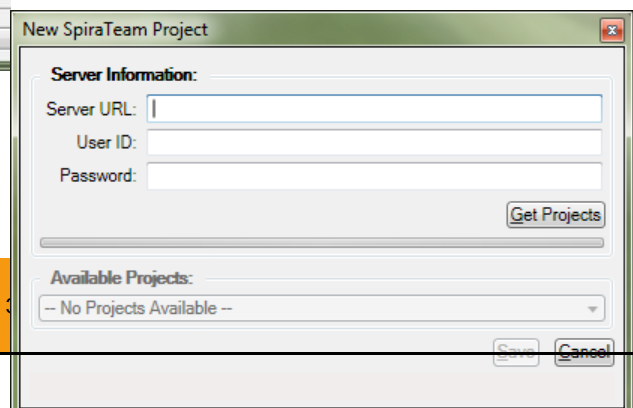 New SpiraTeam Project
Server Information:
Server URL:
User ID:
Password:
Get Projects
Available Projects:
-- No Projects Available --
Save Cancel